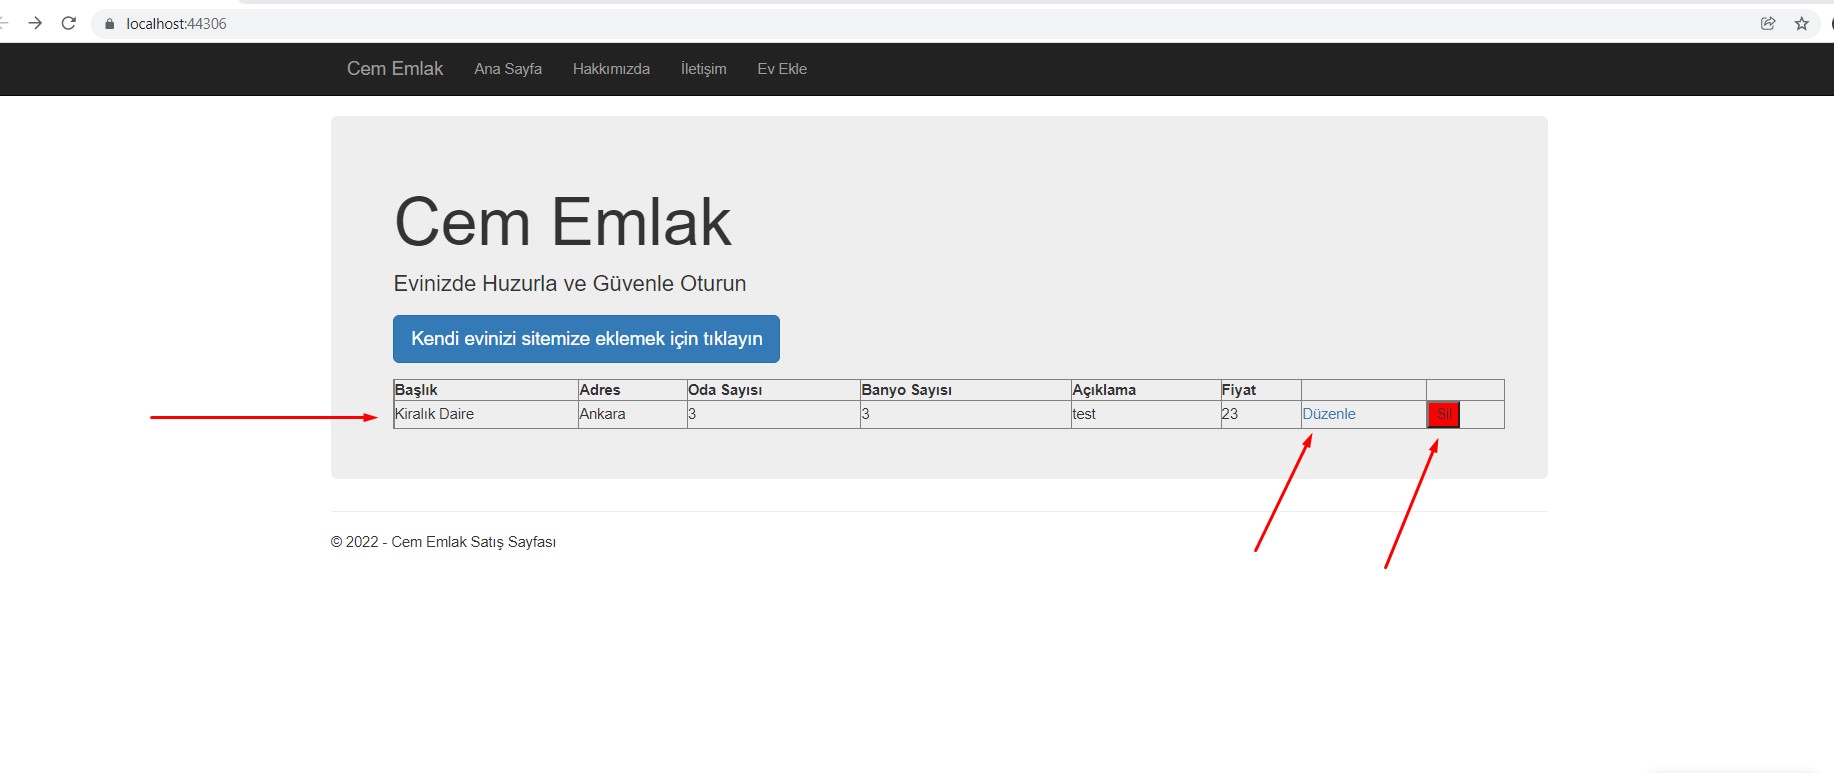 localhost:44306
Cem Emlak Ana Sayfa Hakkımızda İletişim Ev Ekle
Cem Emlak
Evinizde Huzurla ve Güvenle Oturun
Kendi evinizi sitemize eklemek için tıklayın
Başlık Adres Oda Sayısı Banyo Sayısı Açıklama Fiyat
Kiralık Daire Ankara 3 3 test 23 Düzenle Sil
© 2022 - Cem Emlak Satış Sayfası